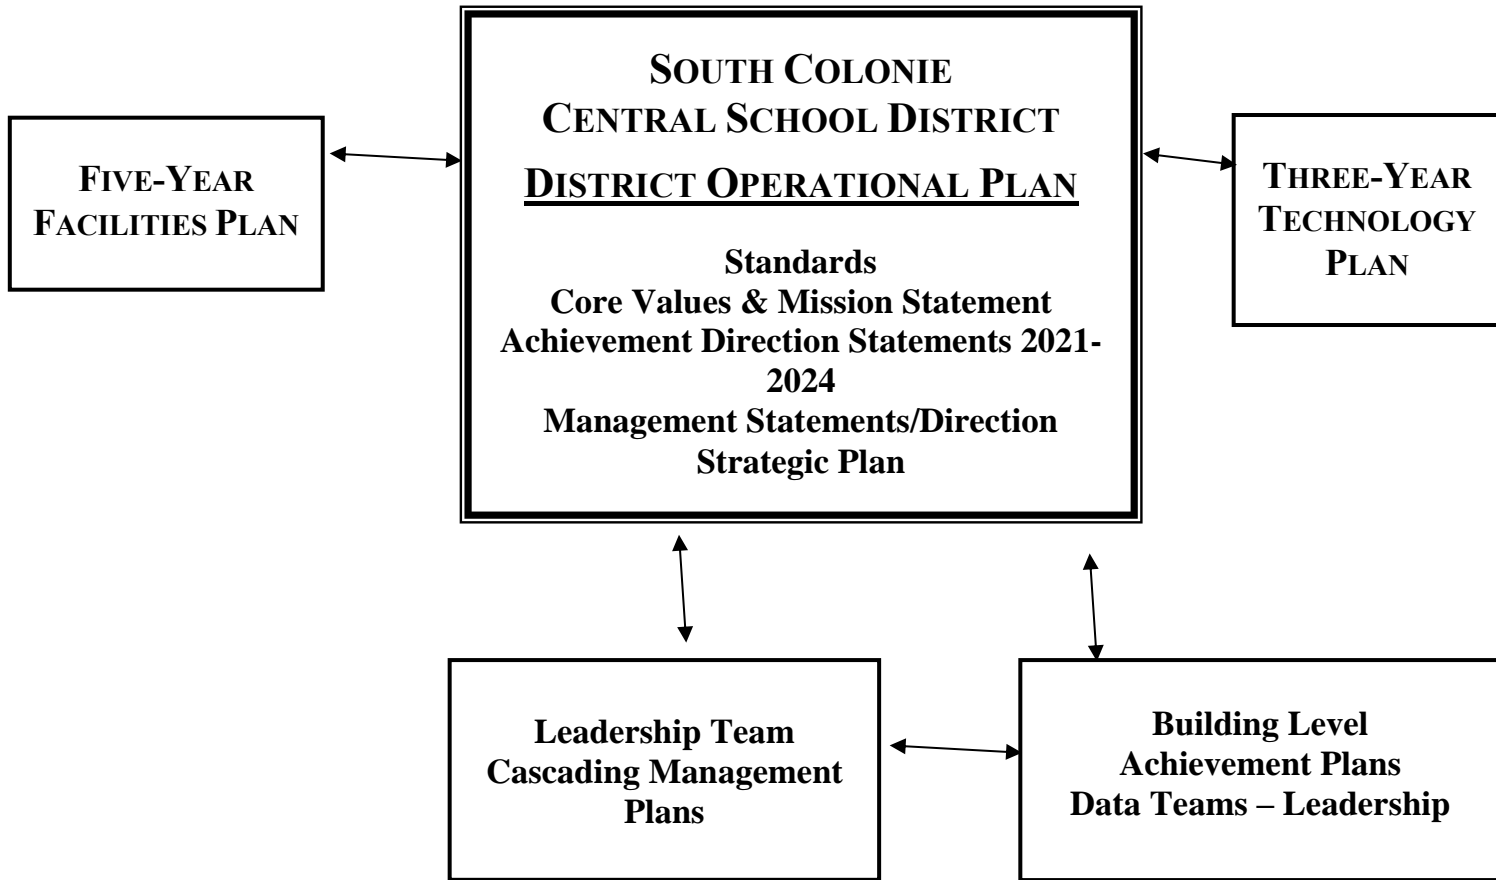 SOUTH COLONIE
CENTRAL SCHOOL DISTRICT
DISTRICT OPERATIONAL PLAN
FIVE-YEAR
FACILITIES PLAN
THREE-YEAR
TECHNOLOGY
PLAN
Standards
Core Values & Mission Statement
Achievement Direction Statements 2021-
2024
Management Statements/Direction
Strategic Plan
Leadership Team
Cascading Management
Plans
Building Level
Achievement Plans
Data Teams – Leadership